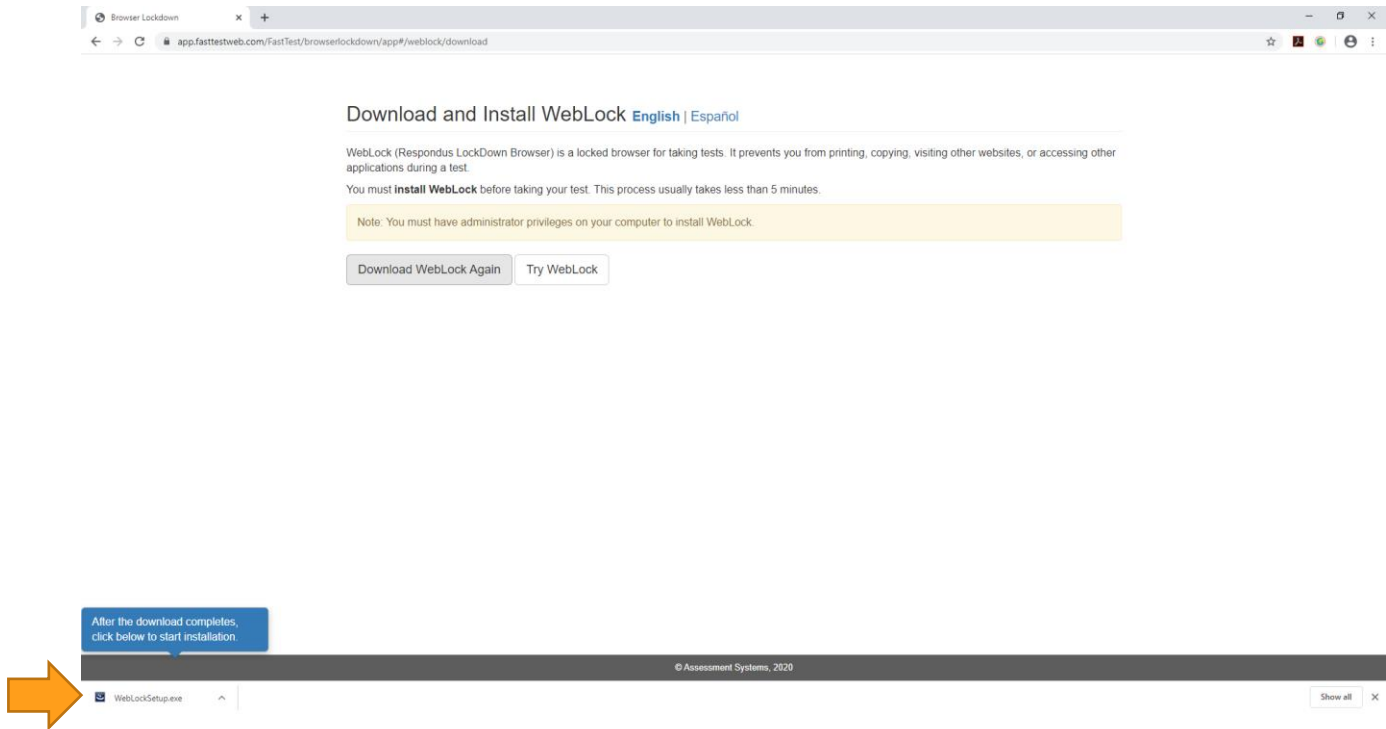 Browser Lockdown
app.fasttestweb.com/FastTest/browserlockdown/app#/weblock/download
Download and Install WebLock English | Español
WebLock (Respondus LockDown Browser) is a locked browser for taking tests. It prevents you from printing, copying, visiting other websites, or accessing other
applications during a test.
You must install WebLock before taking your test. This process usually takes less than 5 minutes.
Note: You must have administrator privileges on your computer to install WebLock.
Download WebLock Again Try WebLock
After the download completes,
click below to start installation.
© Assessment Systems, 2020
WebLockSetup.exe Show all